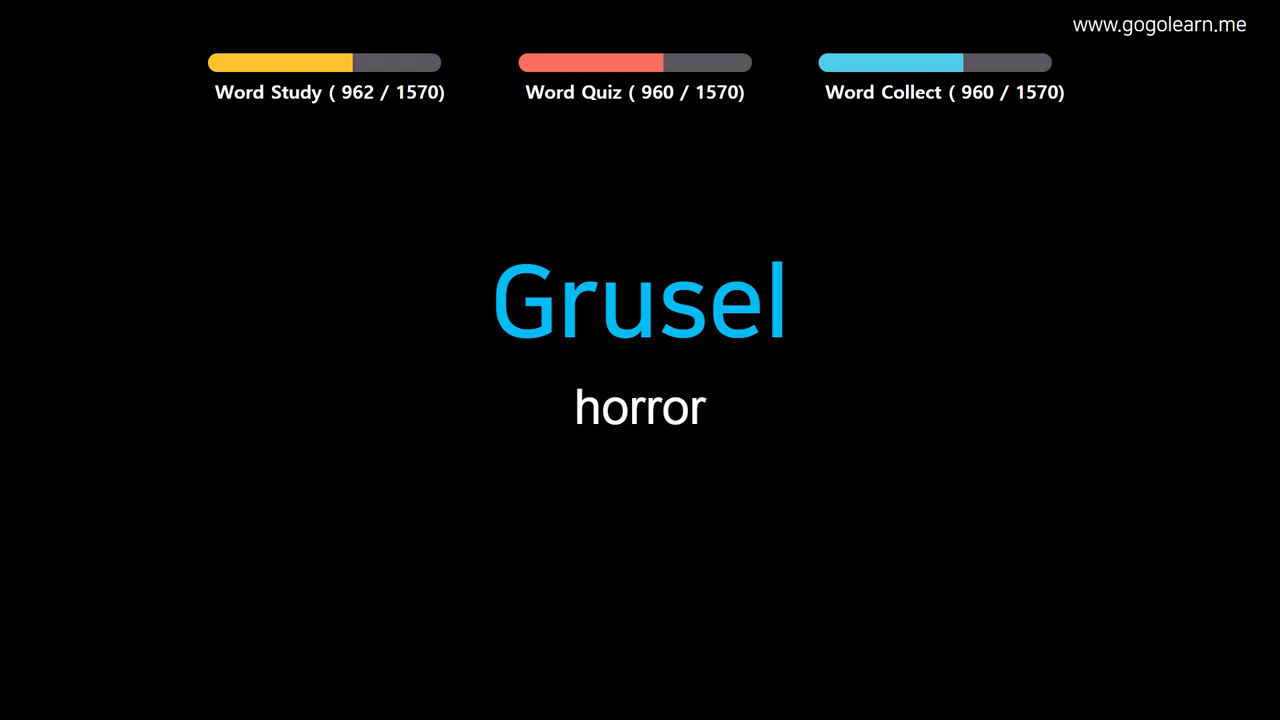 www.gogolearn.me
Word Study ( 962 / 1570)
Word Quiz ( 960 / 1570)
Word Collect ( 960 / 1570)
Grusel
horror